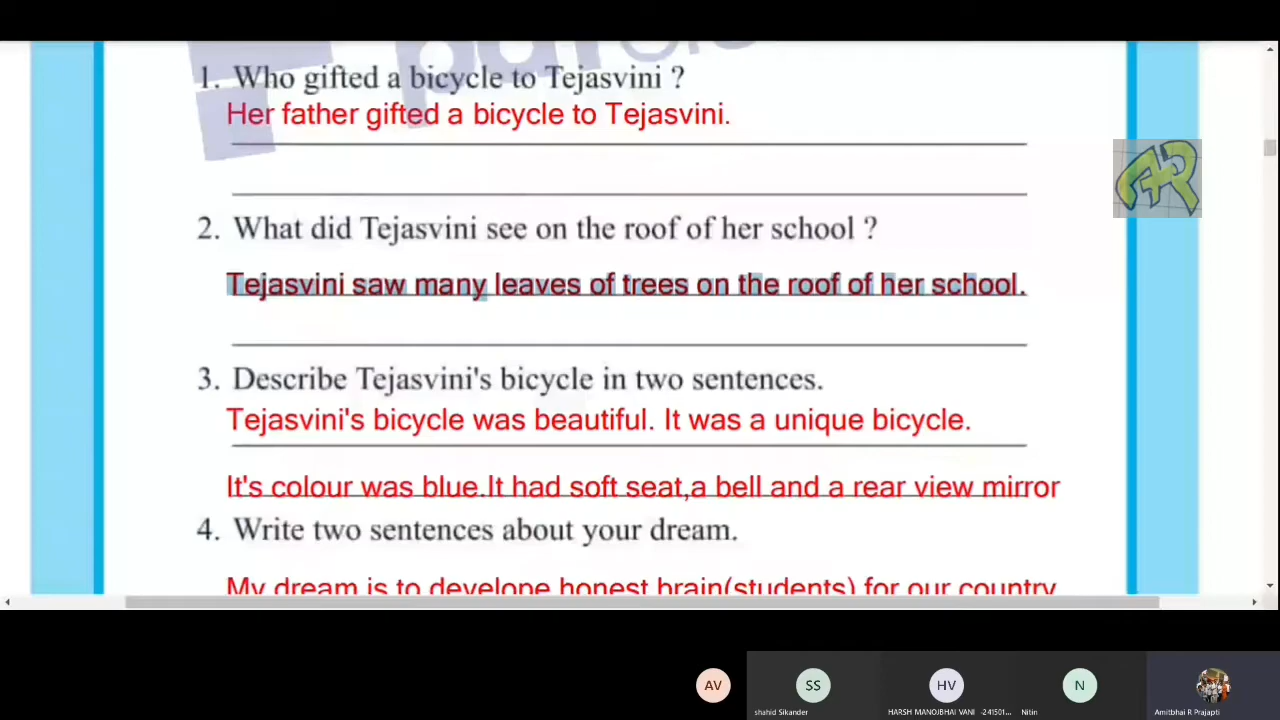 1. Who gifted a bicycle to Tejasvini ?
Her father gifted a bicycle to Tejasvini.
2. What did Tejasvini see on the roof of her school ?
Tejasvini saw many leaves of trees on the roof of her school.
3. Describe Tejasvini's bicycle in two sentences.
Tejasvini's bicycle was beautiful. It was a unique bicycle.
It's colour was blue.It had soft seat,a bell and a rear view mirror
4. Write two sentences about your dream.
My dream is to develope honest brain(students) for our country
AR
AV
SS
HV
N
shahid Sikander
HARSH MANOJBHAI VANI -241501...
Nitin
Amitbhai R Prajapti